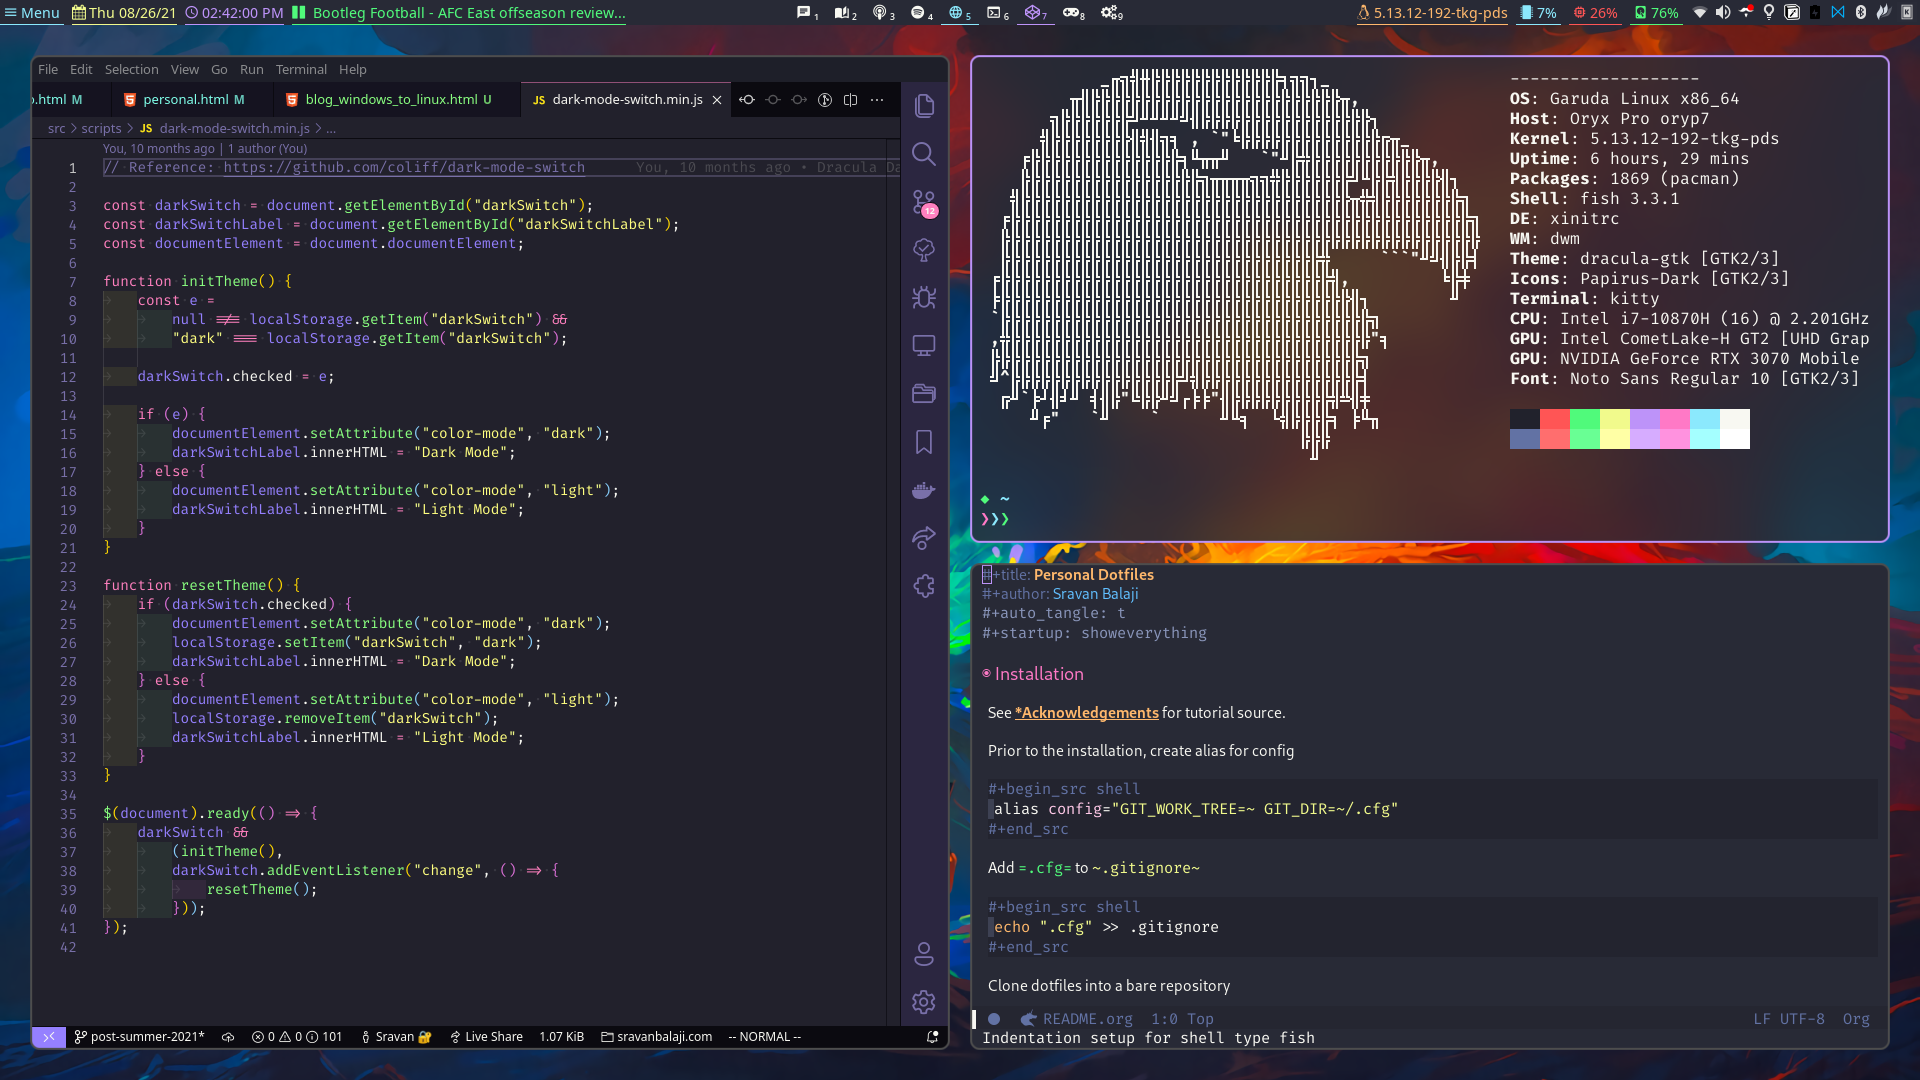 Menu Thu 08/26/21 02:42:00 PM Bootleg Football - AFC East offseason review... 1 2 3 4 5 6 7 8 9 5.13.12-192-tkg-pds 7% 26% 76%
File Edit Selection View Go Run Terminal Help
o.html M personal.html M blog_windows_to_linux.html U JS dark-mode-switch.min.js
src > scripts > JS dark-mode-switch.min.js > ...
You, 10 months ago | 1 author (You)
1 // Reference: https://github.com/coliff/dark-mode-switch You, 10 months ago • Dracula Da
2
3 const darkSwitch = document.getElementById("darkSwitch");
4 const darkSwitchLabel = document.getElementById("darkSwitchLabel");
5 const documentElement = document.documentElement;
6
7 function initTheme() {
8 const e =
9 null !== localStorage.getItem("darkSwitch") &&
10 "dark" === localStorage.getItem("darkSwitch");
11
12 darkSwitch.checked = e;
13
14 if (e) {
15 documentElement.setAttribute("color-mode", "dark");
16 darkSwitchLabel.innerHTML = "Dark Mode";
17 } else {
18 documentElement.setAttribute("color-mode", "light");
19 darkSwitchLabel.innerHTML = "Light Mode";
20 }
21 }
22
23 function resetTheme() {
24 if (darkSwitch.checked) {
25 documentElement.setAttribute("color-mode", "dark");
26 localStorage.setItem("darkSwitch", "dark");
27 darkSwitchLabel.innerHTML = "Dark Mode";
28 } else {
29 documentElement.setAttribute("color-mode", "light");
30 localStorage.removeItem("darkSwitch");
31 darkSwitchLabel.innerHTML = "Light Mode";
32 }
33 }
34
35 $(document).ready(() => {
36 darkSwitch &&
37 (initTheme(),
38 darkSwitch.addEventListener("change", () => {
39 resetTheme();
40 }));
41 });
42
12
post-summer-2021* 0 0 101 Sravan Live Share 1.07 KiB sravanbalaji.com -- NORMAL --
-------------------
OS: Garuda Linux x86_64
Host: Oryx Pro oryp7
Kernel: 5.13.12-192-tkg-pds
Uptime: 6 hours, 29 mins
Packages: 1869 (pacman)
Shell: fish 3.3.1
DE: xinitrc
WM: dwm
Theme: dracula-gtk [GTK2/3]
Icons: Papirus-Dark [GTK2/3]
Terminal: kitty
CPU: Intel i7-10870H (16) @ 2.201GHz
GPU: Intel CometLake-H GT2 [UHD Grap
GPU: NVIDIA GeForce RTX 3070 Mobile
Font: Noto Sans Regular 10 [GTK2/3]
◆ ~
❯❯❯
#+title: Personal Dotfiles
#+author: Sravan Balaji
#+auto_tangle: t
#+startup: showeverything
Installation
See *Acknowledgements for tutorial source.
Prior to the installation, create alias for config
#+begin_src shell
alias config="GIT_WORK_TREE=~ GIT_DIR=~/.cfg"
#+end_src
Add =.cfg= to ~.gitignore~
#+begin_src shell
echo ".cfg" >> .gitignore
#+end_src
Clone dotfiles into a bare repository
README.org 1:0 Top LF UTF-8 Org
Indentation setup for shell type fish